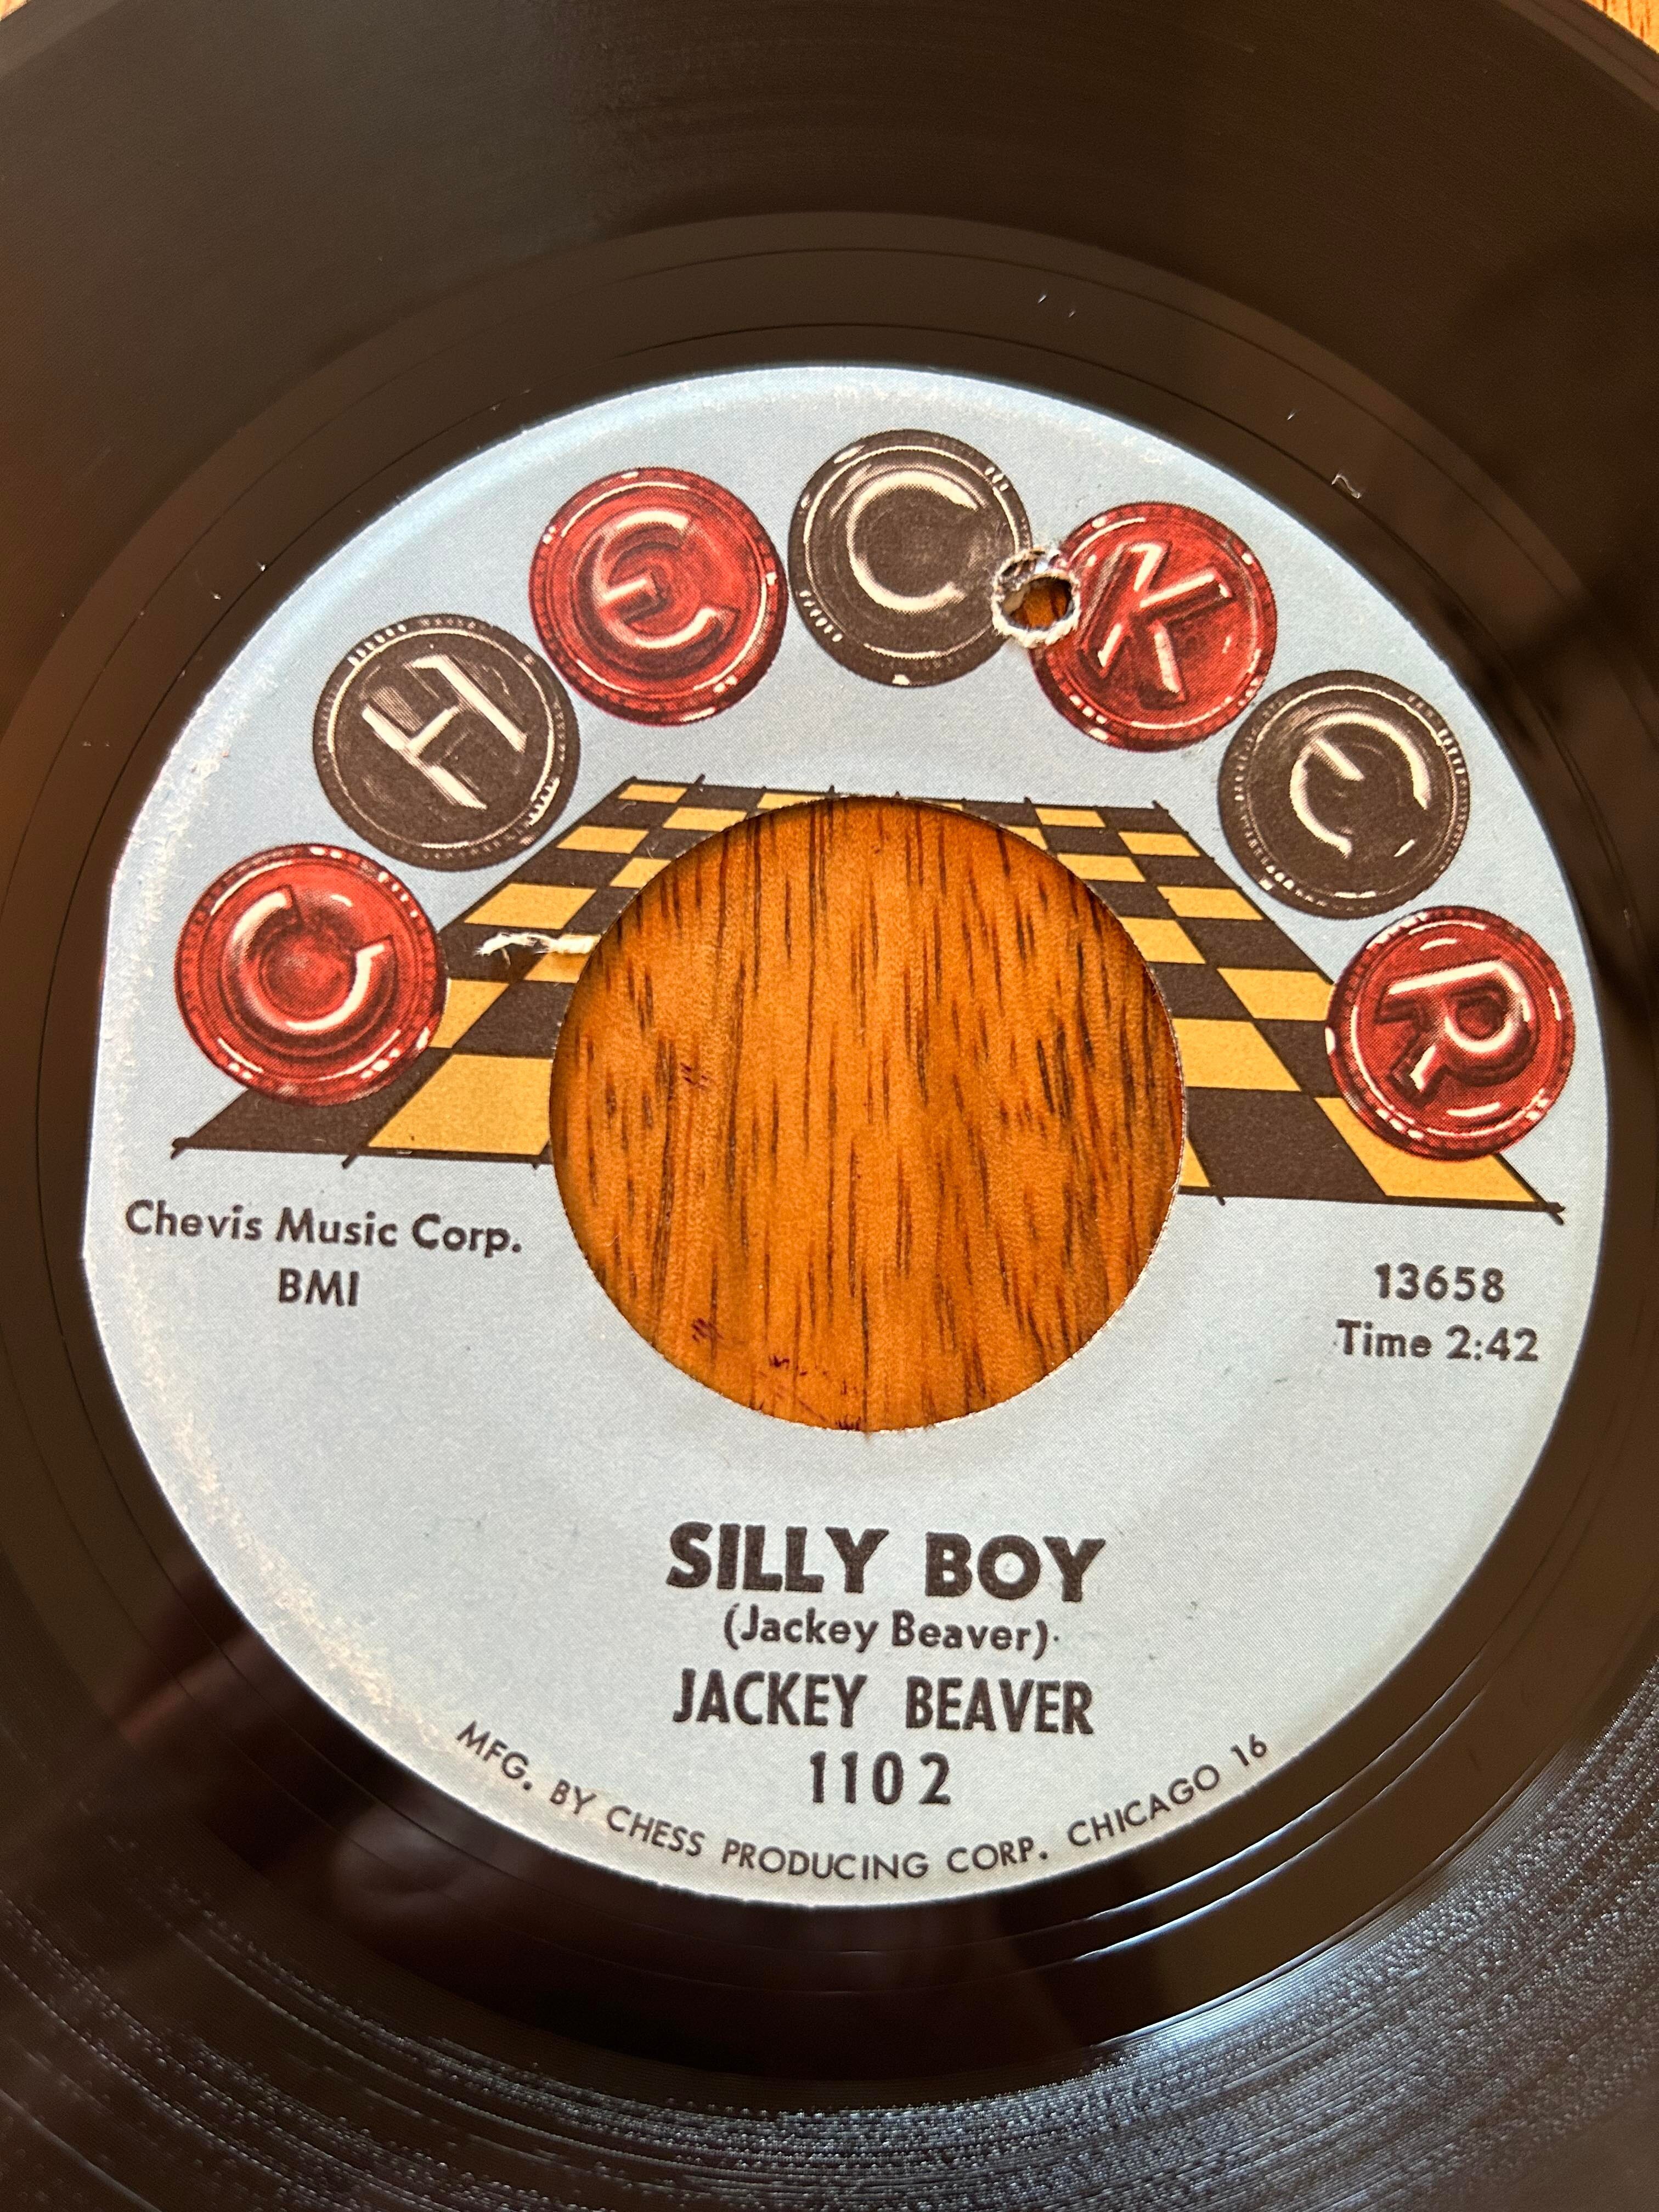 CHECKER
Chevis Music Corp.
BMI
13658
Time 2:42
SILLY BOY
(Jackey Beaver)
JACKEY BEAVER
1102
MFG. BY CHESS PRODUCING CORP. CHICAGO 16